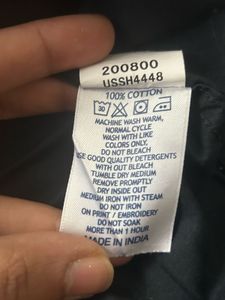 200800
USSH4448
100% COTTON
30
MACHINE WASH WARM,
NORMAL CYCLE
WASH WITH LIKE
COLORS ONLY.
DO NOT BLEACH
USE GOOD DETERGENTS
WITH OUT BLEACH
TUMBLE DRY MEDIUM
REMOVE PROMPTLY
DRY INSIDE OUT
MEDIUM IRON WITH STEAM
DO NOT IRON
ON PRINT / EMBROIDERY
DO NOT SOAK
MORE THAN 1 HOUR
MADE IN INDIA